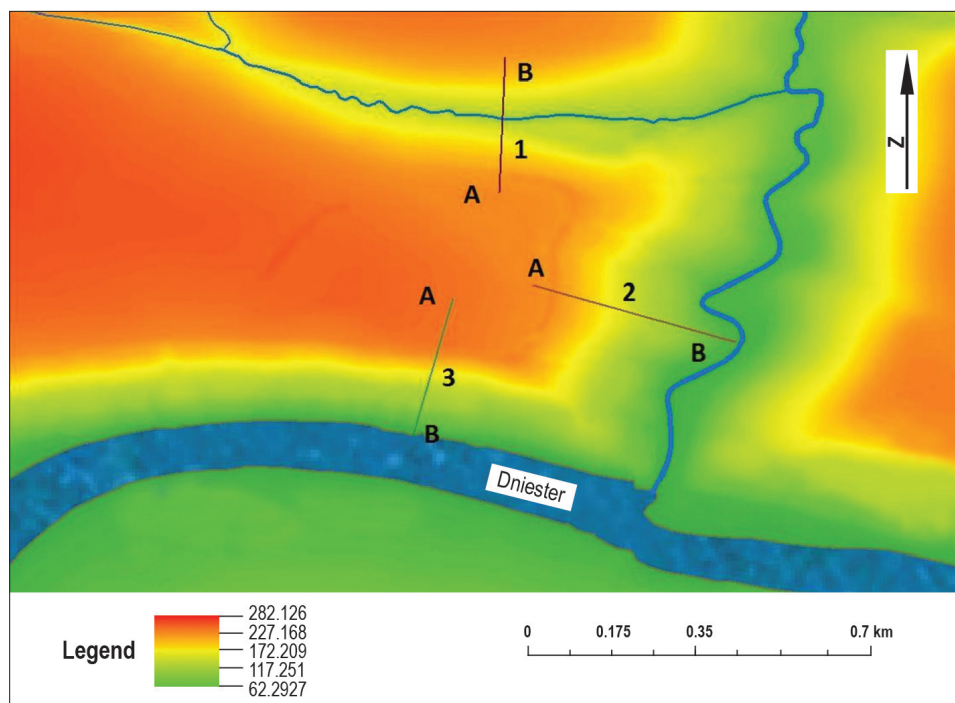 B
1
A
Z
A
2
A
B
3
B
Dniester
Legend
282.126
227.168
172.209
117.251
62.2927
0 0.175 0.35 0.7 km